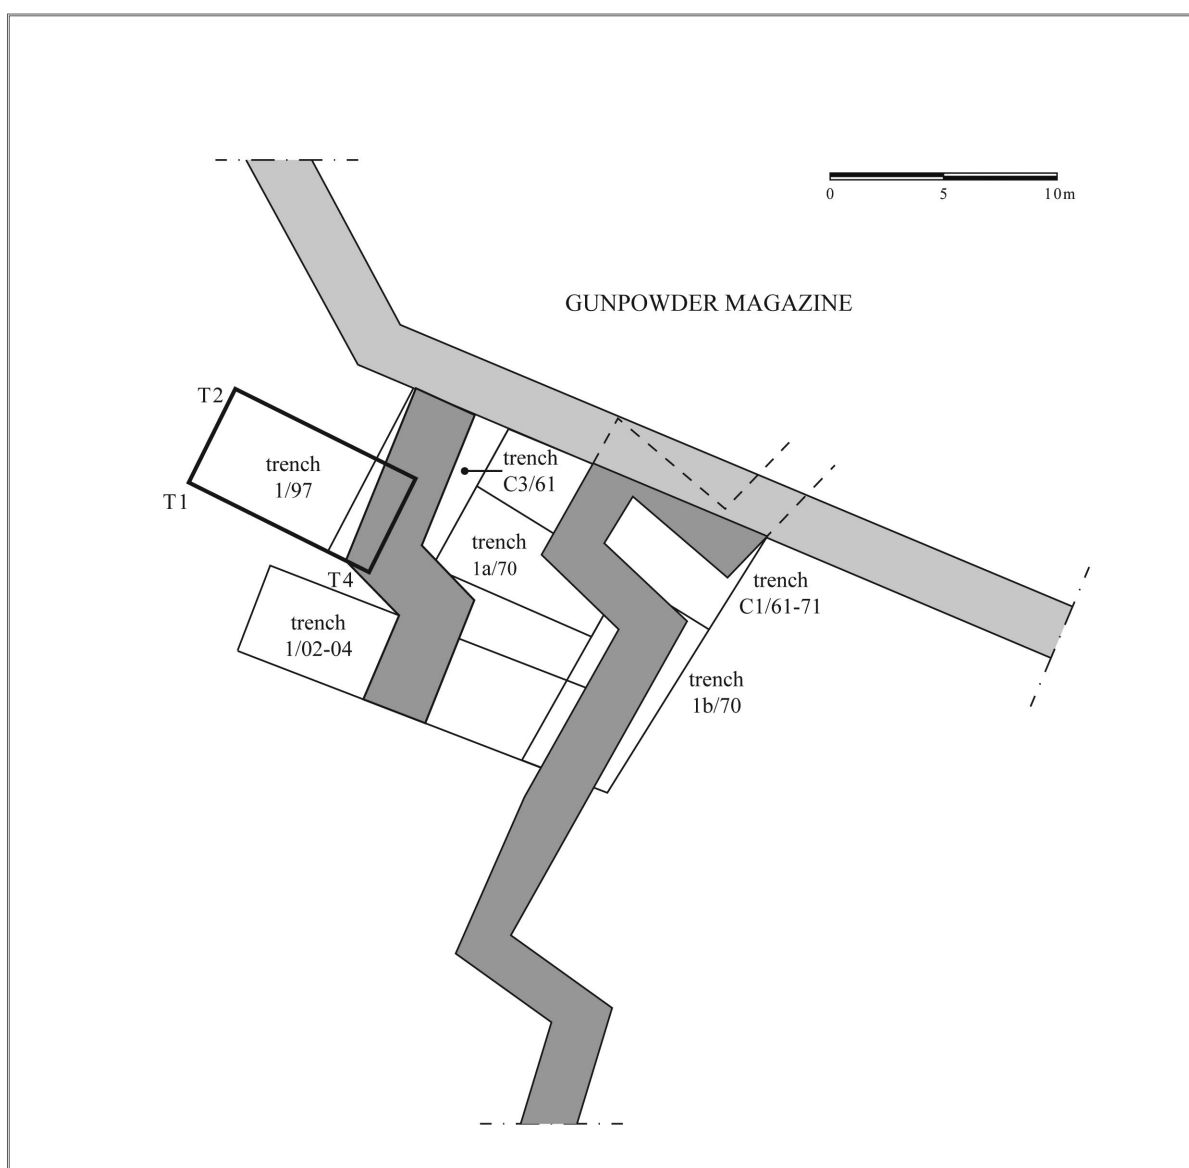 0 5 10m
GUNPOWDER MAGAZINE
T2
trench
1/97
trench
C3/61
T1
trench
1a/70
T4
trench
C1/61-71
trench
1/02-04
trench
1b/70